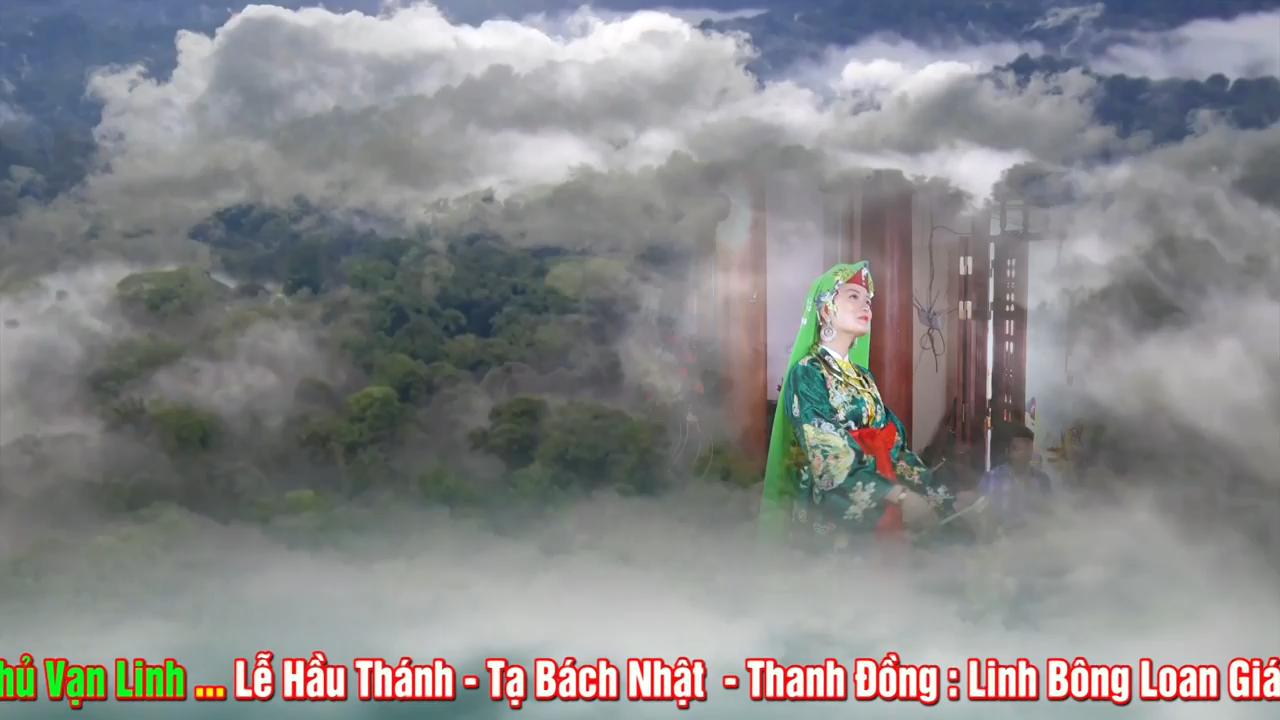 hủ Vạn Linh ... Lễ Hầu Thánh - Tạ Bách Nhật - Thanh Đồng : Linh Bông Loan Giá